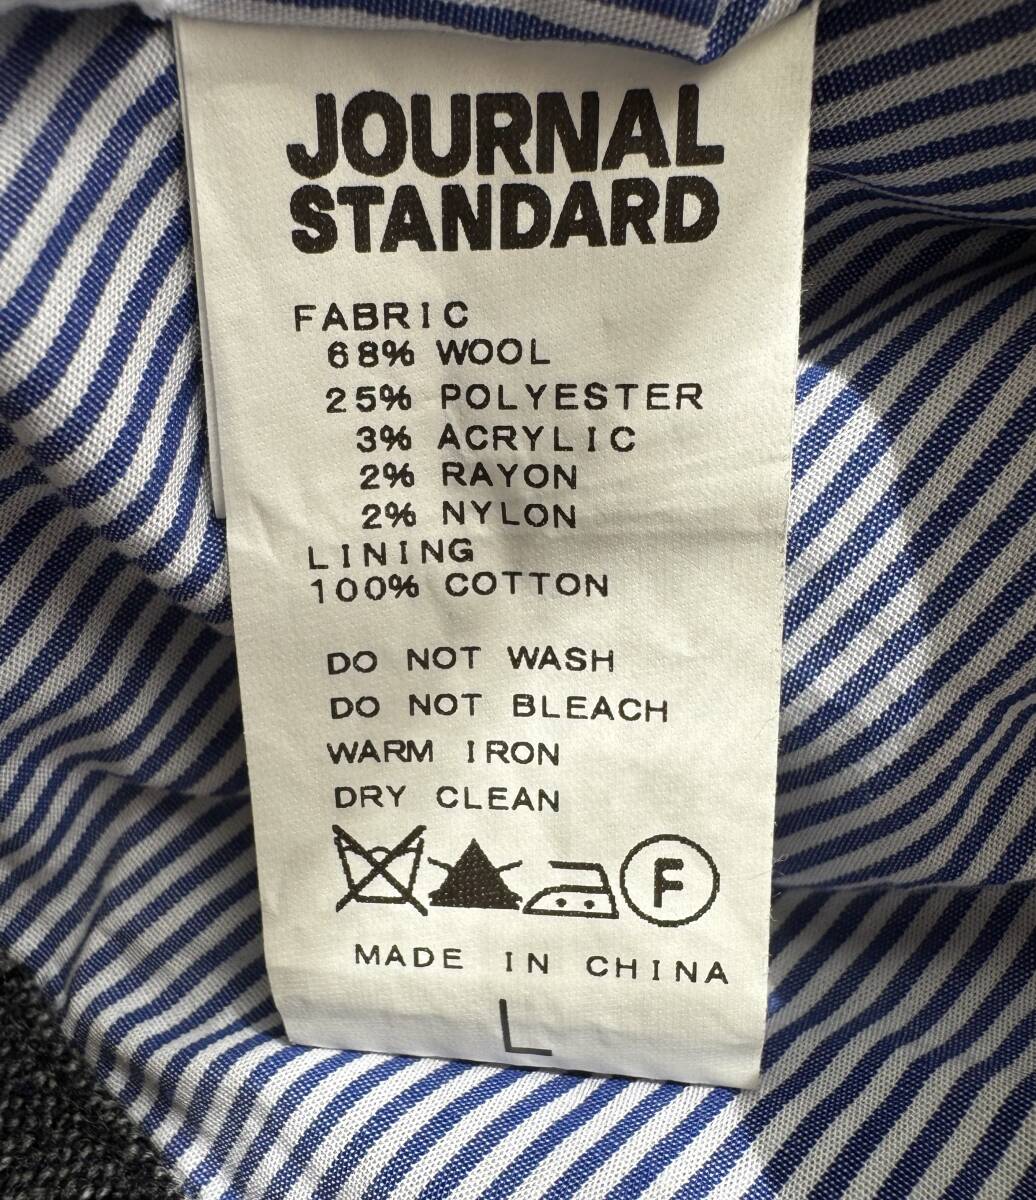 JOURNAL
STANDARD
FABRIC
68% WOOL
25% POLYESTER
3% ACRYLIC
2% RAYON
2% NYLON
LINING
100% COTTON
DO NOT WASH
DO NOT BLEACH
WARM IRON
DRY CLEAN
F
MADE IN CHINA
L